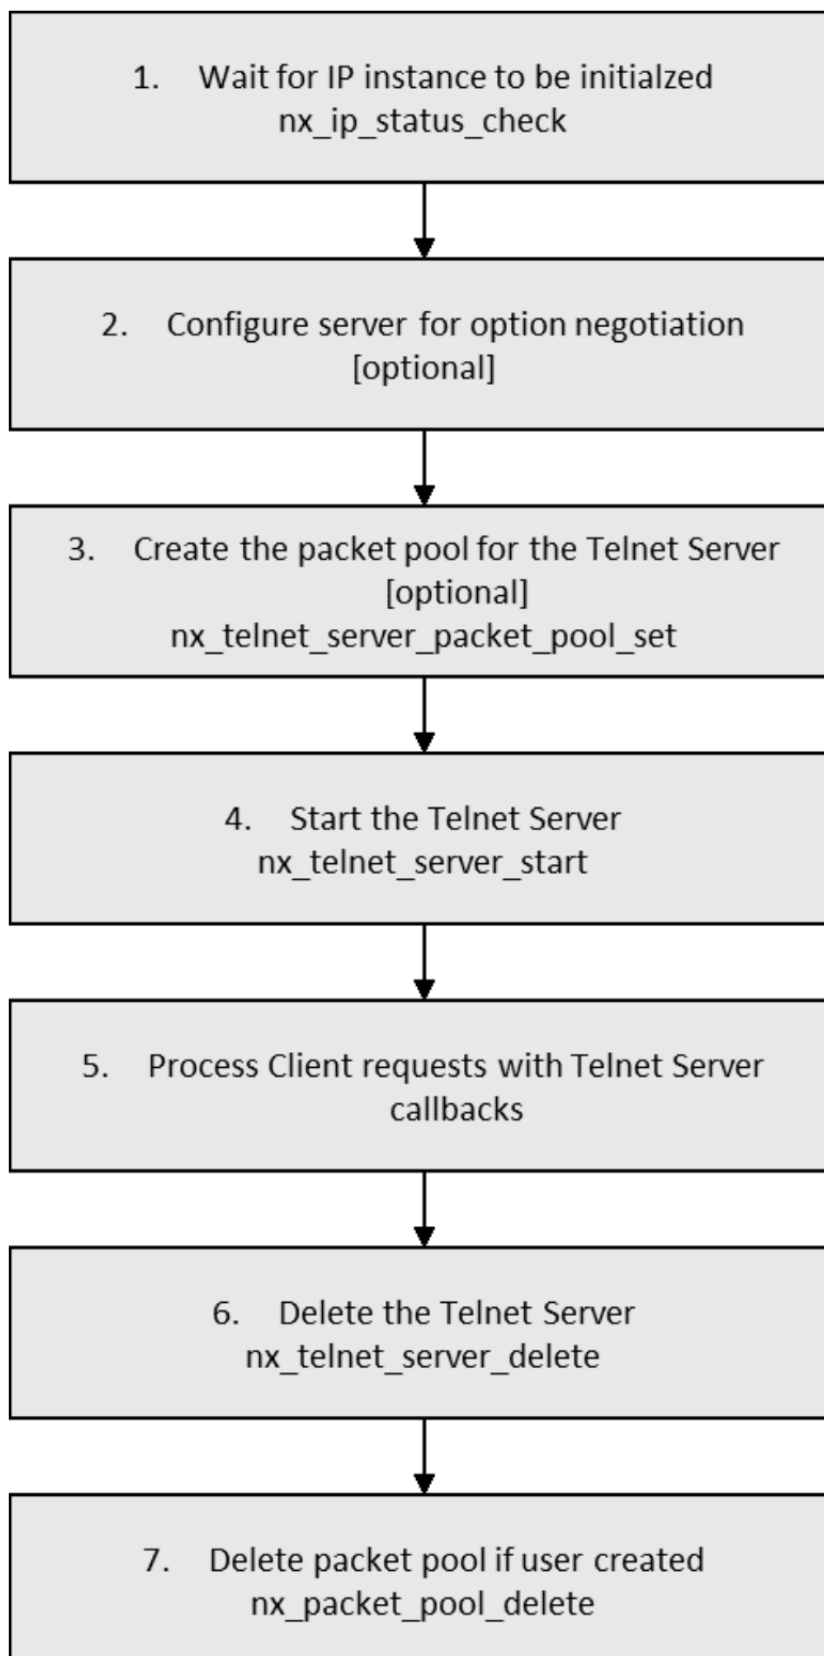 1. Wait for IP instance to be initialzed
nx_ip_status_check
2. Configure server for option negotiation
[optional]
3. Create the packet pool for the Telnet Server
[optional]
nx_telnet_server_packet_pool_set
4. Start the Telnet Server
nx_telnet_server_start
5. Process Client requests with Telnet Server
callbacks
6. Delete the Telnet Server
nx_telnet_server_delete
7. Delete packet pool if user created
nx_packet_pool_delete